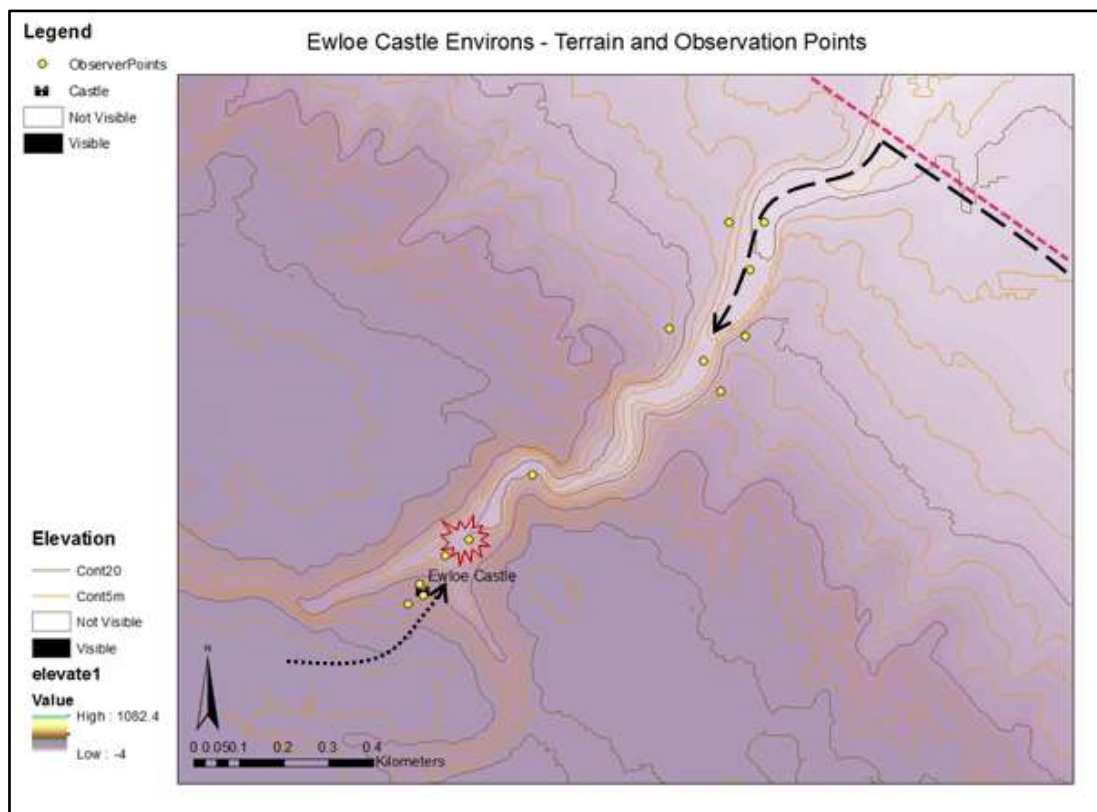 Legend
ObserverPoints
Castle
Not Visible
Visible
Ewloe Castle Environs - Terrain and Observation Points
Ewloe Castle
Elevation
Cont20
Cont5m
Not Visible
Visible
elevate1
Value
High : 1082.4
Low : -4
N
0 0.050.1 0.2 0.3 0.4
Kilometers